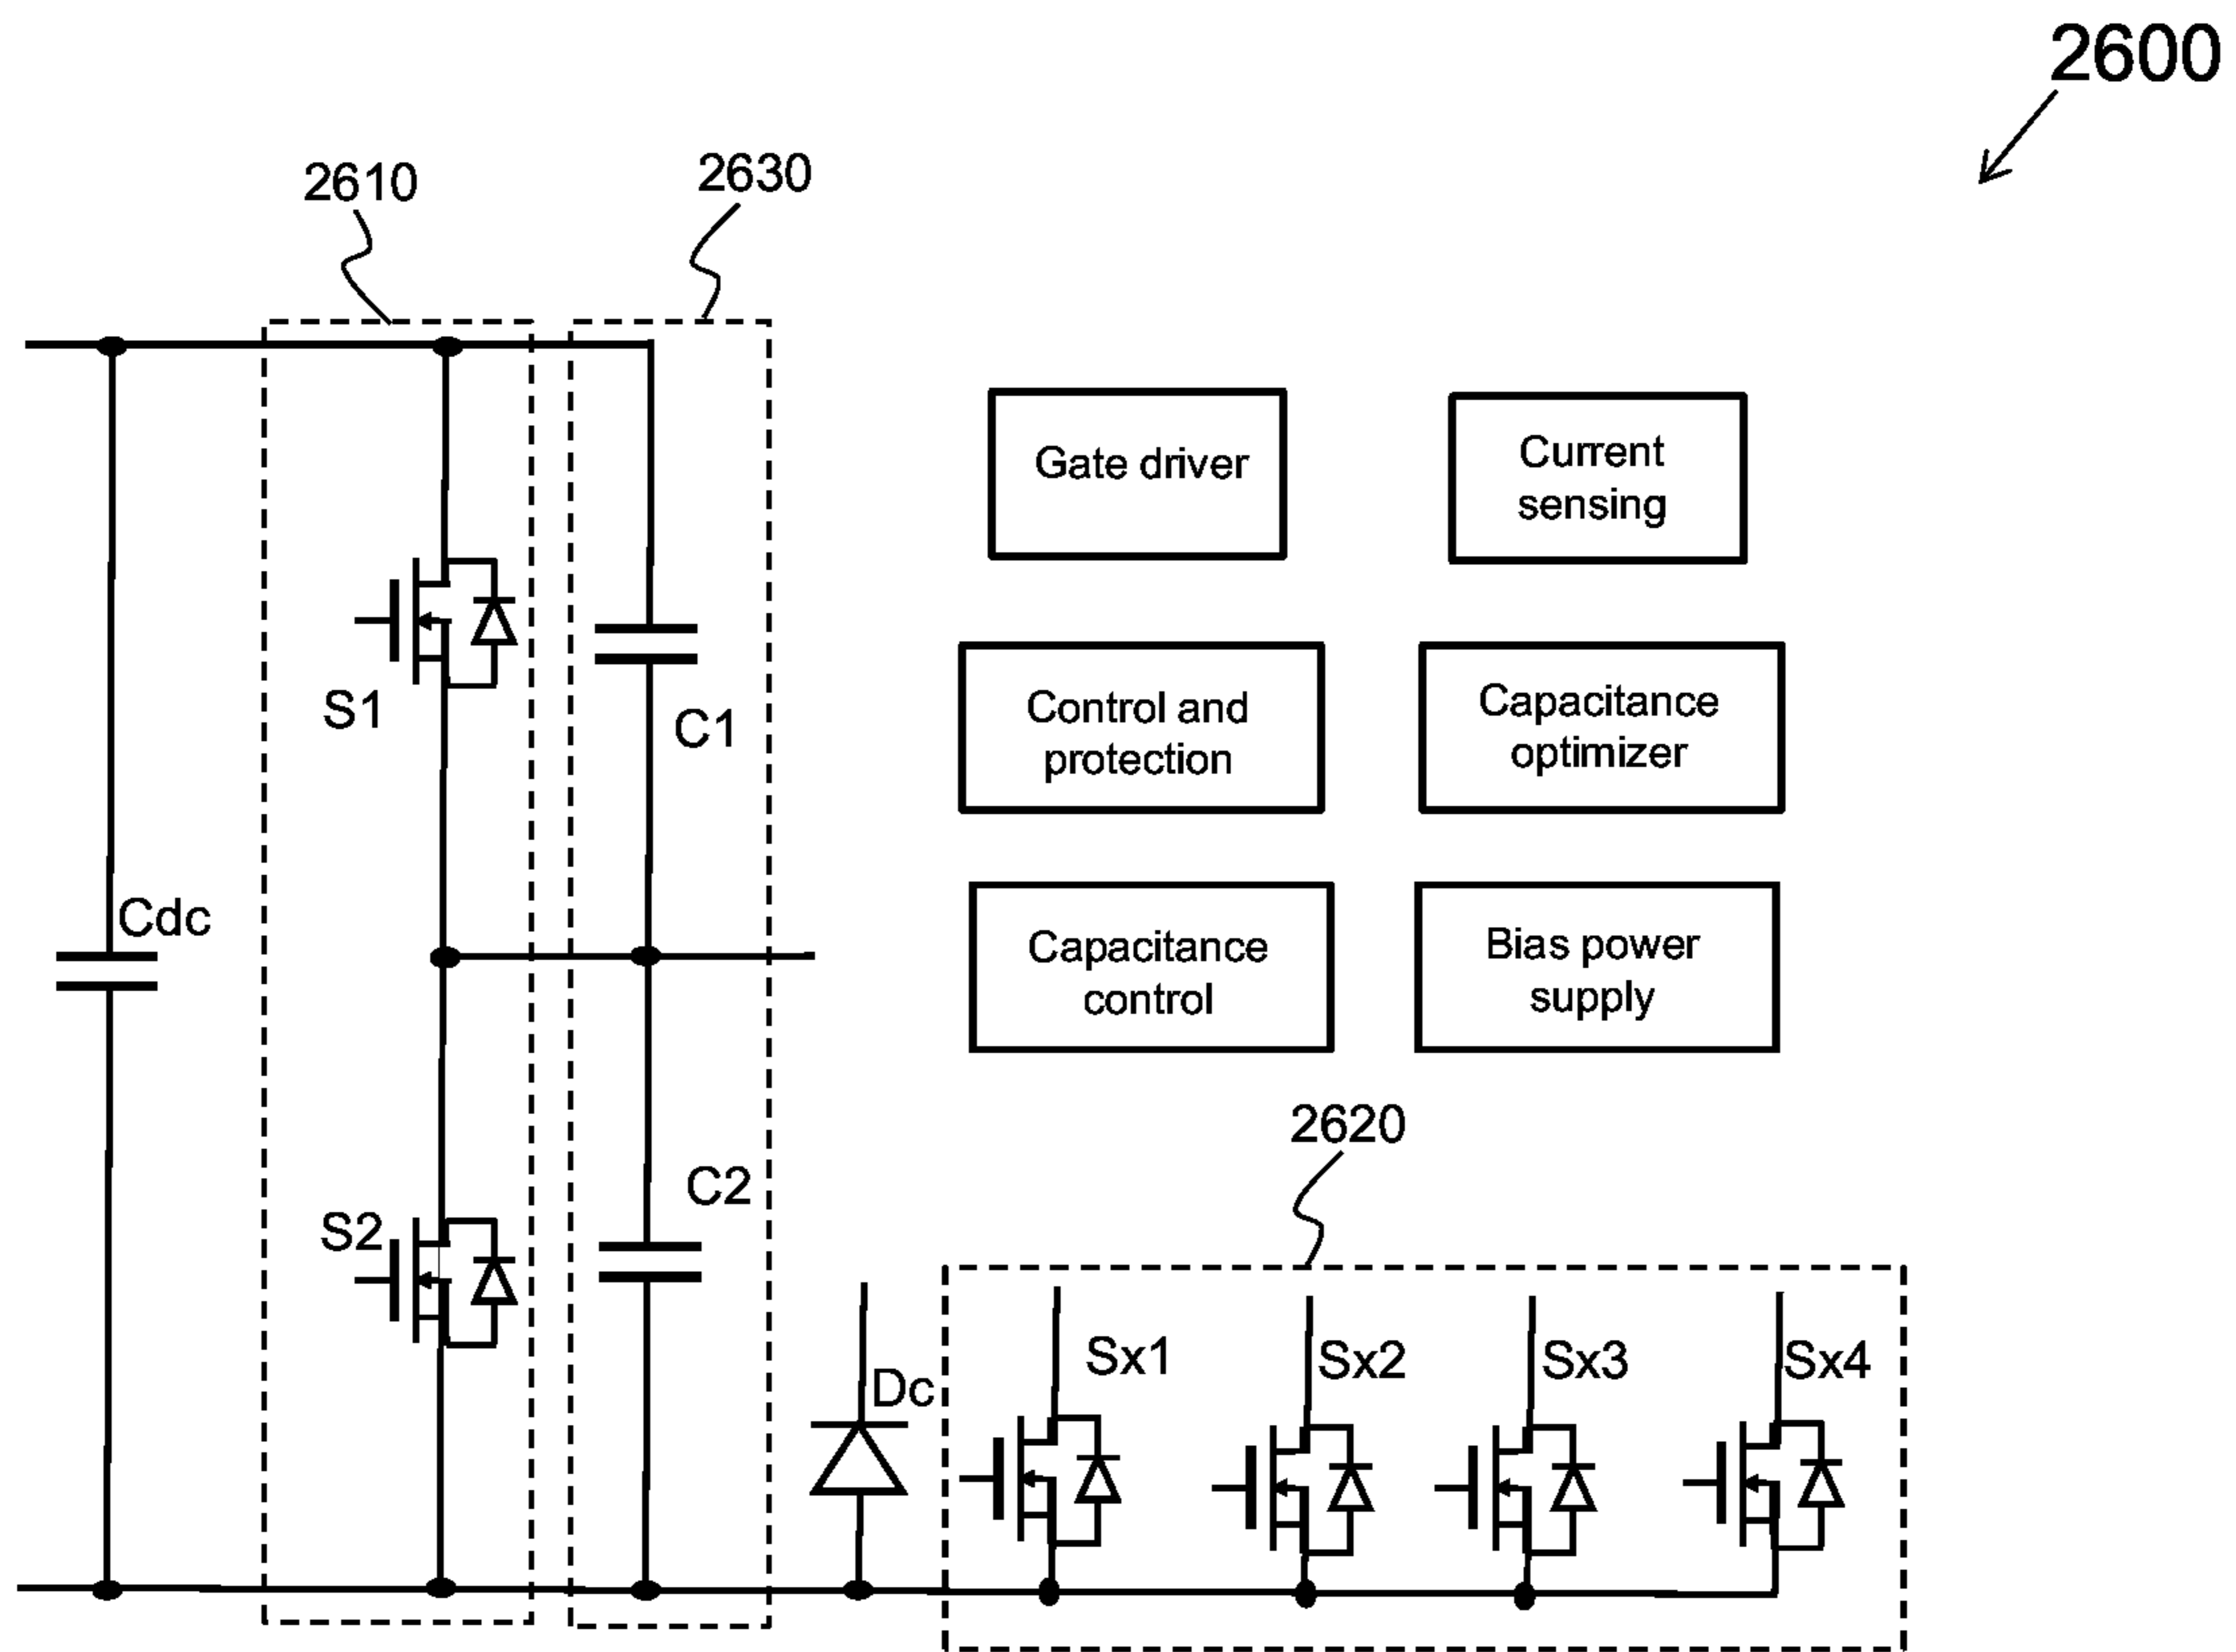 2600
2610
2630
Gate driver
Current
sensing
S1
C1
Control and
protection
Capacitance
optimizer
Cdc
Capacitance
control
Bias power
supply
2620
C2
S2
Dc
Sx1
Sx2
Sx3
Sx4